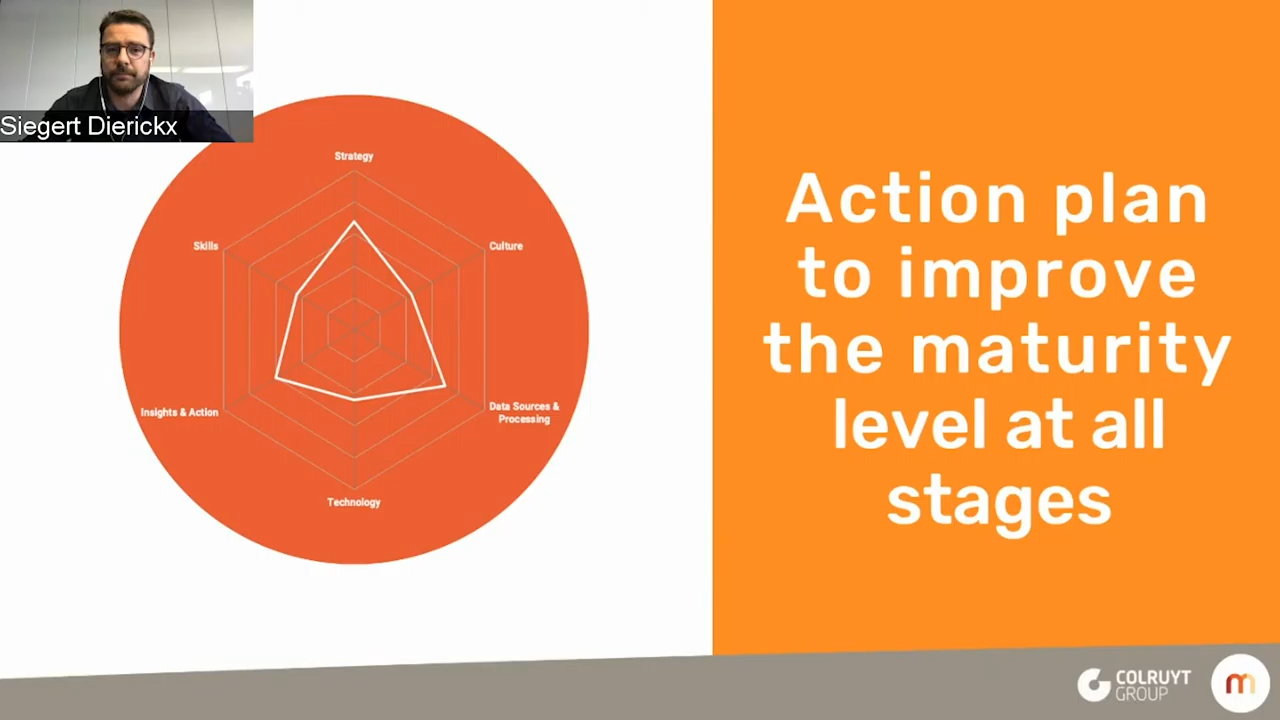 Siegert Dierickx
Strategy
Skills
Culture
Insights & Action
Data Sources &
Processing
Technology
Action plan
to improve
the maturity
level at all
stages
COLRUYT
GROUP
m